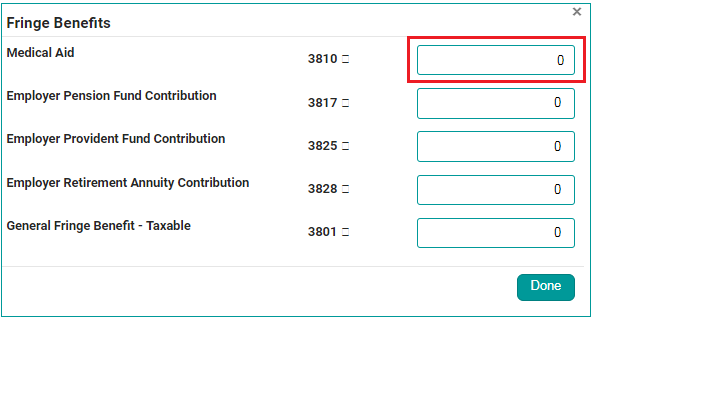 ×
Fringe Benefits
Medical Aid 3810 0
Employer Pension Fund Contribution 3817 0
Employer Provident Fund Contribution 3825 0
Employer Retirement Annuity Contribution 3828 0
General Fringe Benefit - Taxable 3801 0
Done